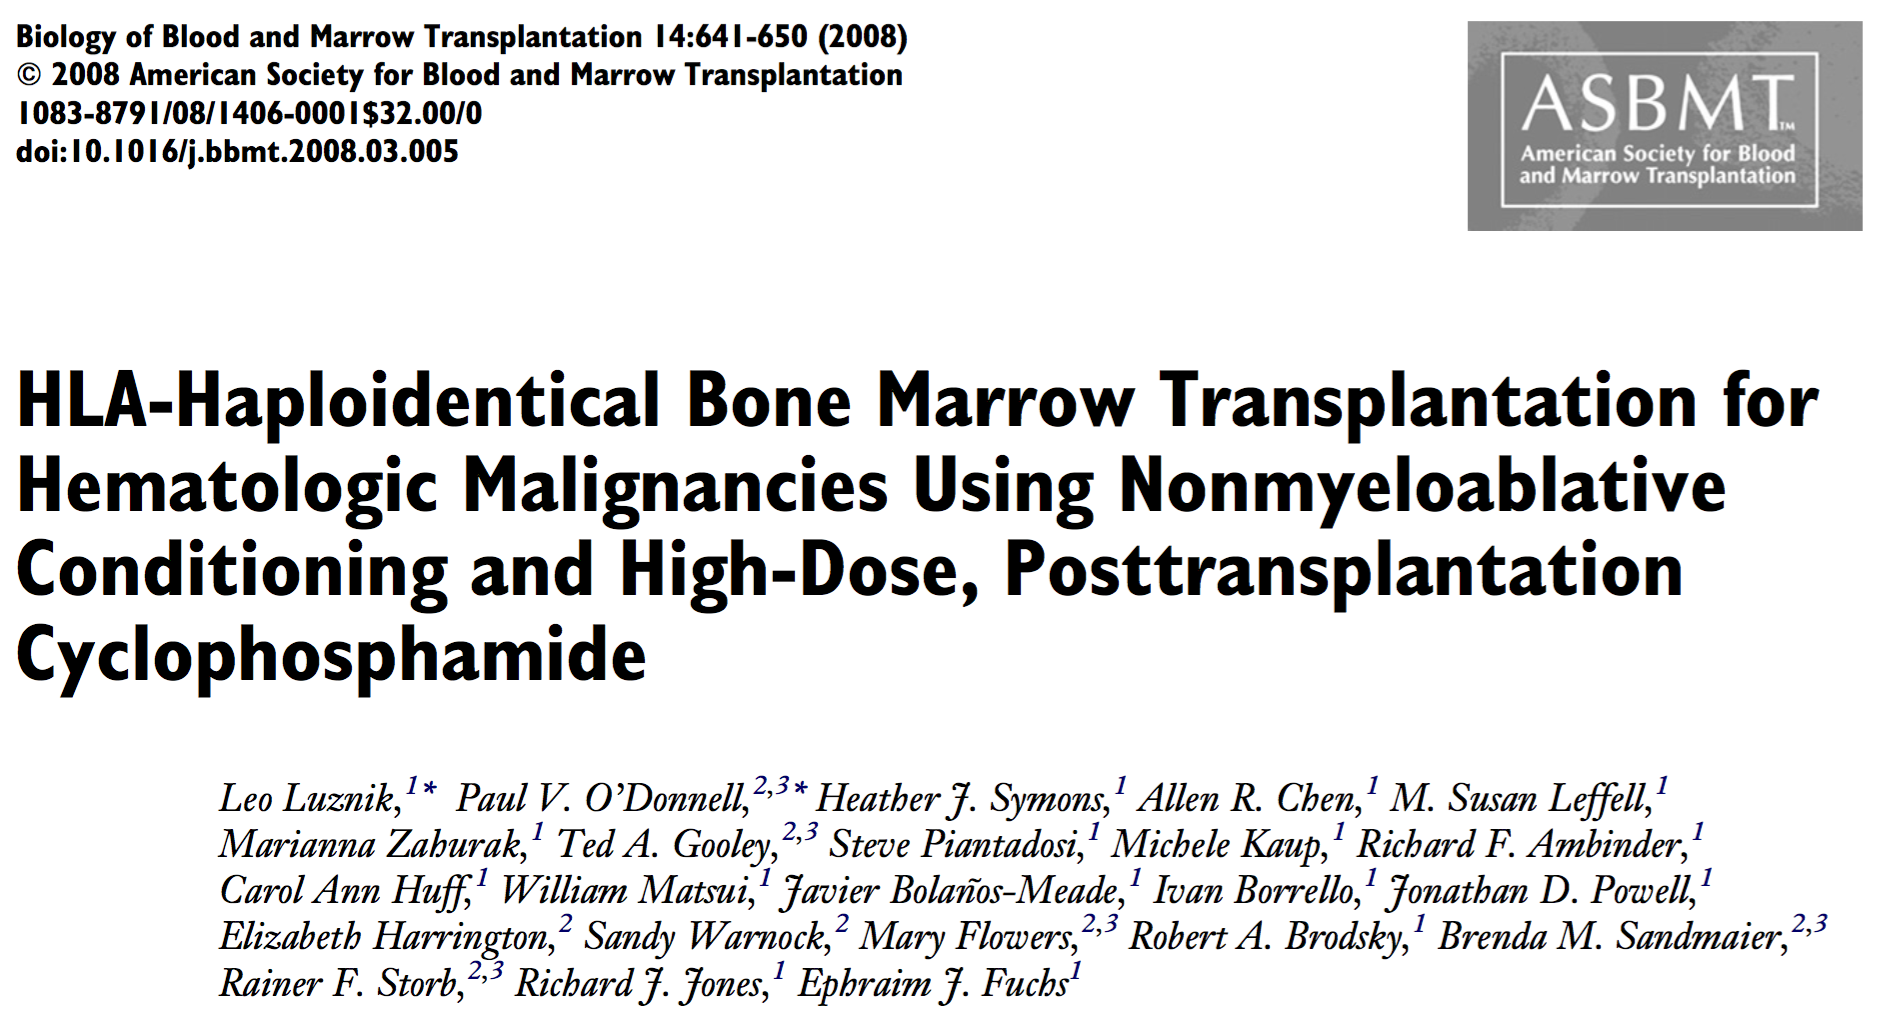 Biology of Blood and Marrow Transplantation 14:641-650 (2008)
© 2008 American Society for Blood and Marrow Transplantation
1083-8791/08/1406-0001$32.00/0
doi:10.1016/j.bbmt.2008.03.005
ASBMT™
American Society for Blood
and Marrow Transplantation
HLA-Haploidentical Bone Marrow Transplantation for
Hematologic Malignancies Using Nonmyeloablative
Conditioning and High-Dose, Posttransplantation
Cyclophosphamide
Leo Luznik,1* Paul V. O'Donnell,2,3* Heather J. Symons,1 Allen R. Chen,1 M. Susan Leffell,1
Marianna Zahurak,1 Ted A. Gooley,2,3 Steve Piantadosi,1 Michele Kaup,1 Richard F. Ambinder,1
Carol Ann Huff,1 William Matsui,1 Javier Bolaños-Meade,1 Ivan Borrello,1 Jonathan D. Powell,1
Elizabeth Harrington,2 Sandy Warnock,2 Mary Flowers,2,3 Robert A. Brodsky,1 Brenda M. Sandmaier,2,3
Rainer F. Storb,2,3 Richard J. Jones,1 Ephraim J. Fuchs1